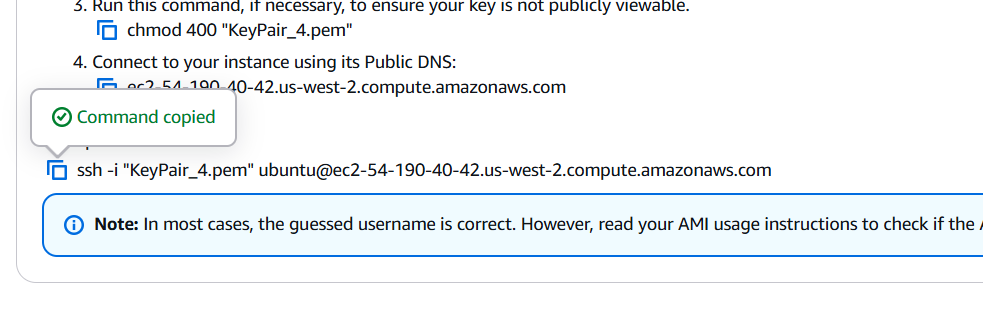 3. Run this command, if necessary, to ensure your key is not publicly viewable.
chmod 400 "KeyPair_4.pem"
4. Connect to your instance using its Public DNS:
ec2-54-190-40-42.us-west-2.compute.amazonaws.com
Command copied
ssh -i "KeyPair_4.pem" ubuntu@ec2-54-190-40-42.us-west-2.compute.amazonaws.com
Note: In most cases, the guessed username is correct. However, read your AMI usage instructions to check if the